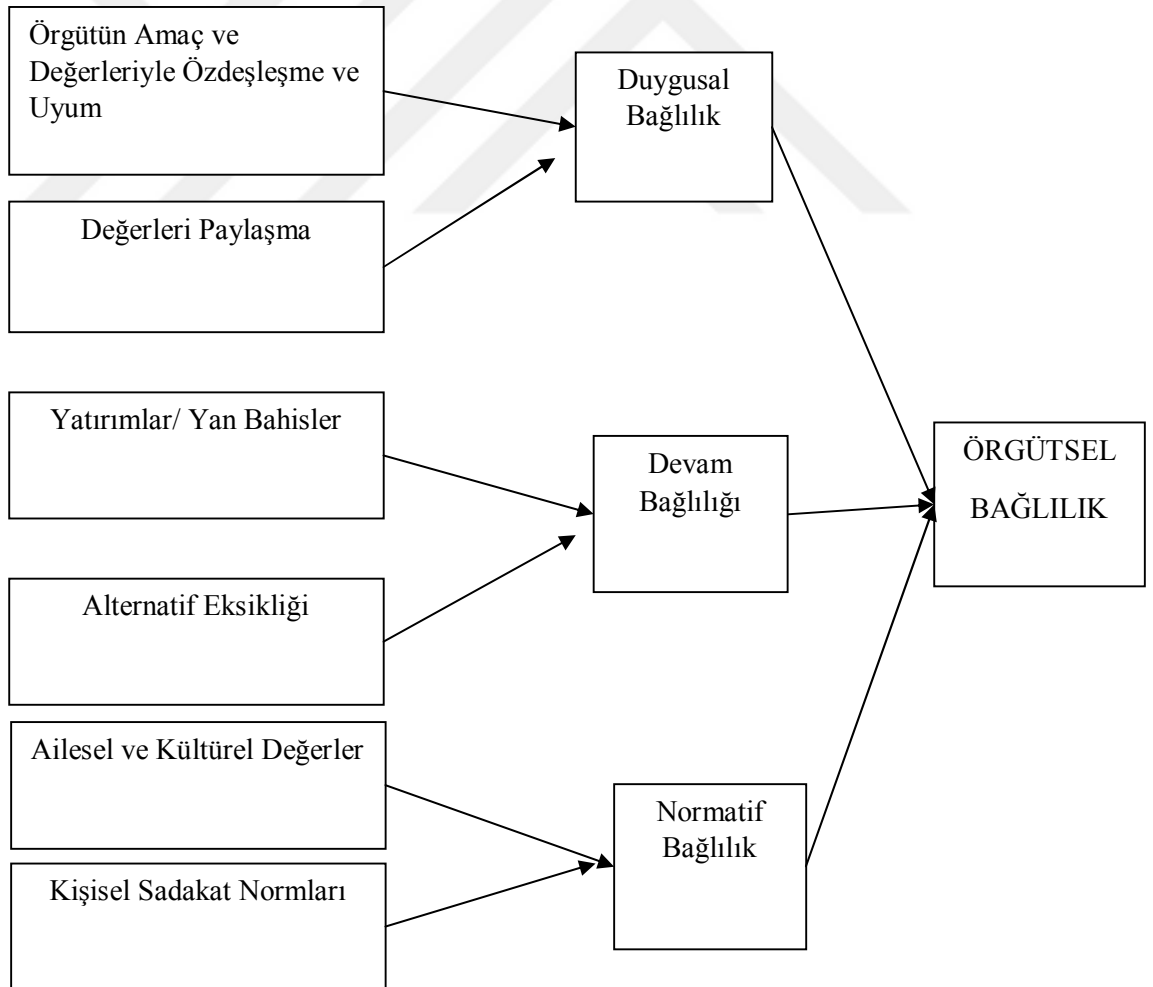 Örgütün Amaç ve
Değerleriyle Özdeşleşme ve
Uyum
Duygusal
Bağlılık
Değerleri Paylaşma
Yatırımlar/ Yan Bahisler
Devam
Bağlılığı
ÖRGÜTSEL
BAĞLILIK
Alternatif Eksikliği
Ailesel ve Kültürel Değerler
Normatif
Bağlılık
Kişisel Sadakat Normları